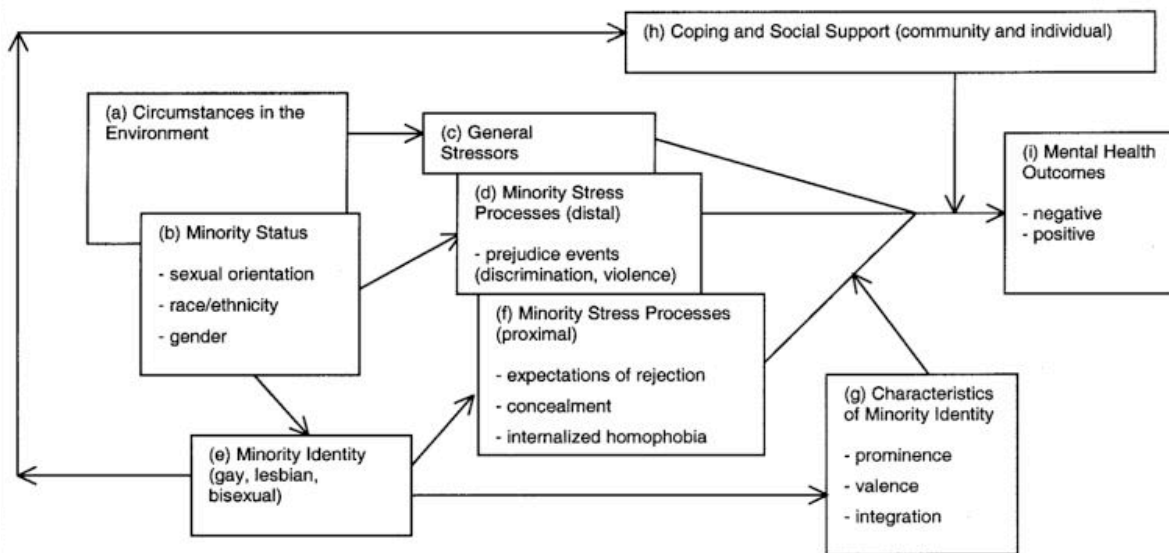 (h) Coping and Social Support (community and individual)
(a) Circumstances in the
Environment
(c) General
Stressors
(i) Mental Health
Outcomes
- negative
- positive
(d) Minority Stress
Processes (distal)
- prejudice events
(discrimination, violence)
(b) Minority Status
- sexual orientation
- race/ethnicity
- gender
(f) Minority Stress Processes
(proximal)
- expectations of rejection
- concealment
- internalized homophobia
(g) Characteristics
of Minority Identity
- prominence
- valence
- integration
(e) Minority Identity
(gay, lesbian,
bisexual)